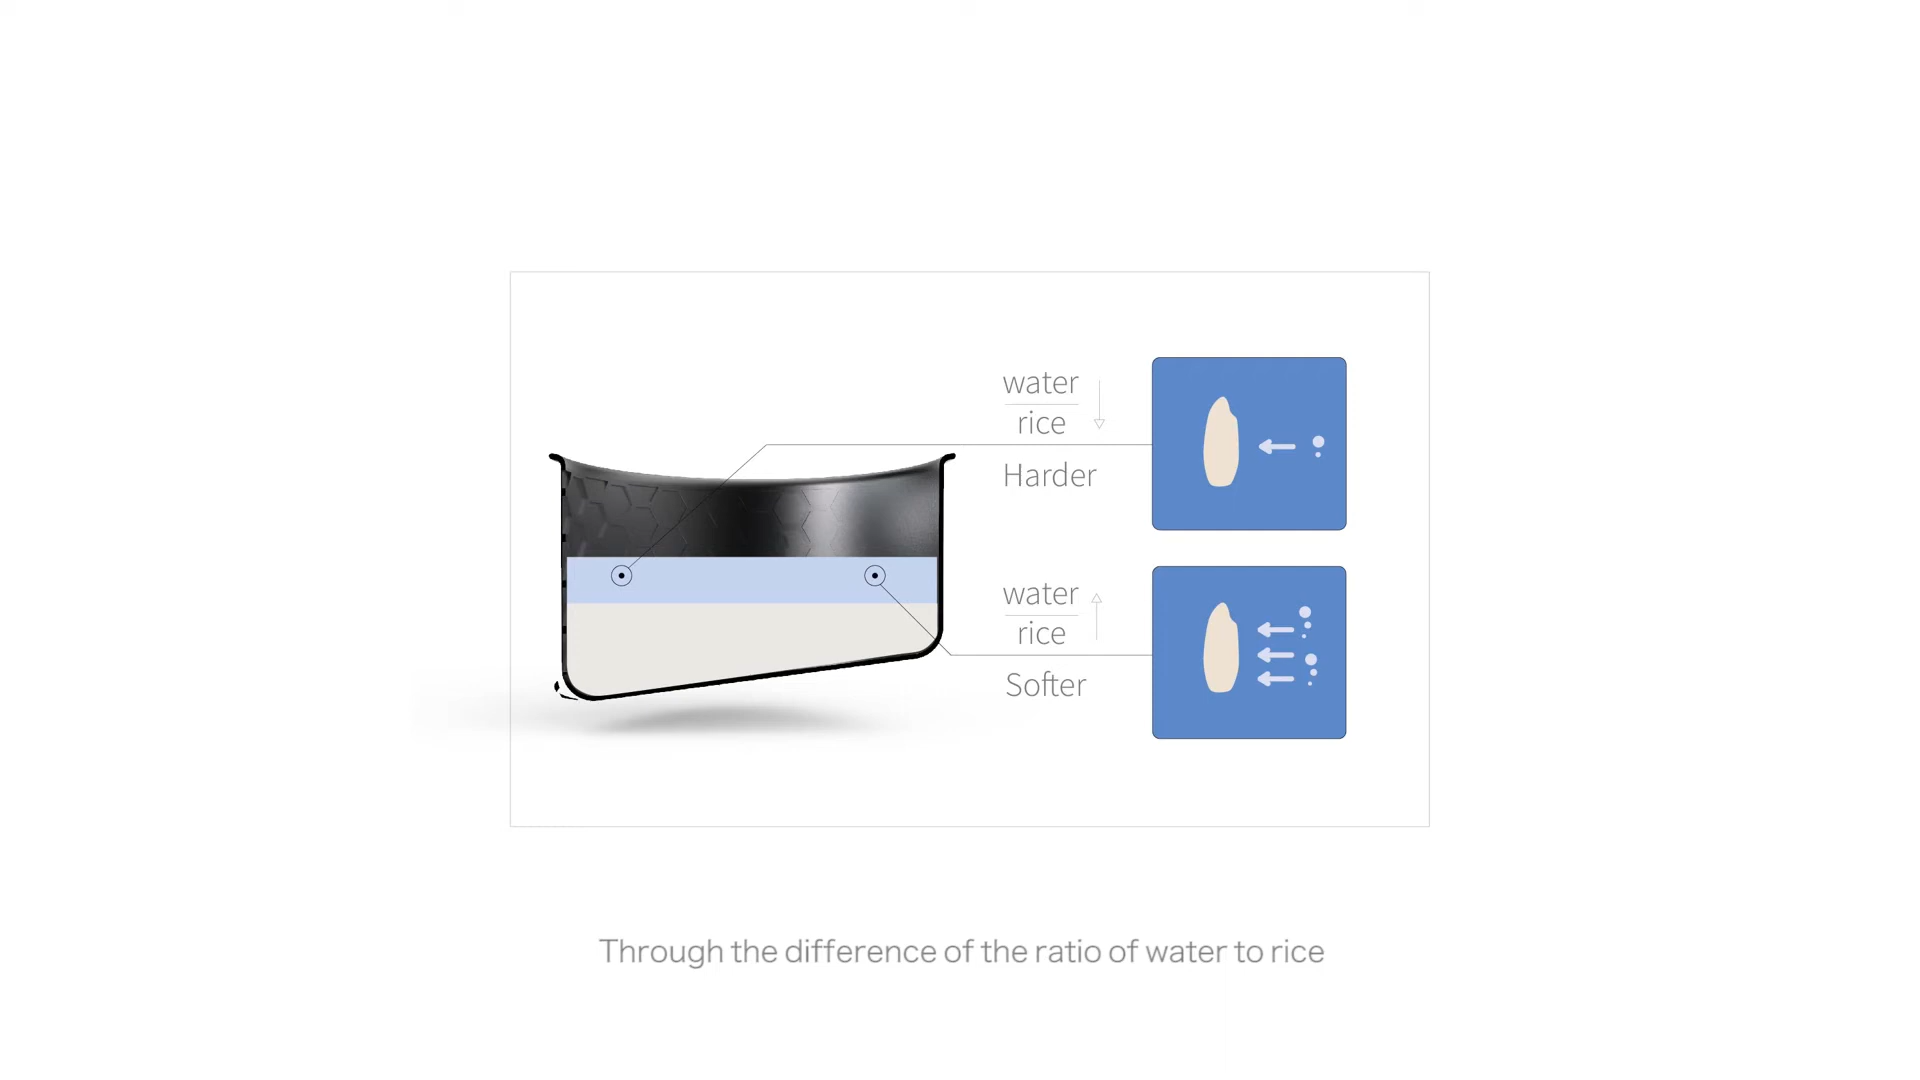 water
rice
Harder
water
rice
Softer
Through the difference of the ratio of water to rice